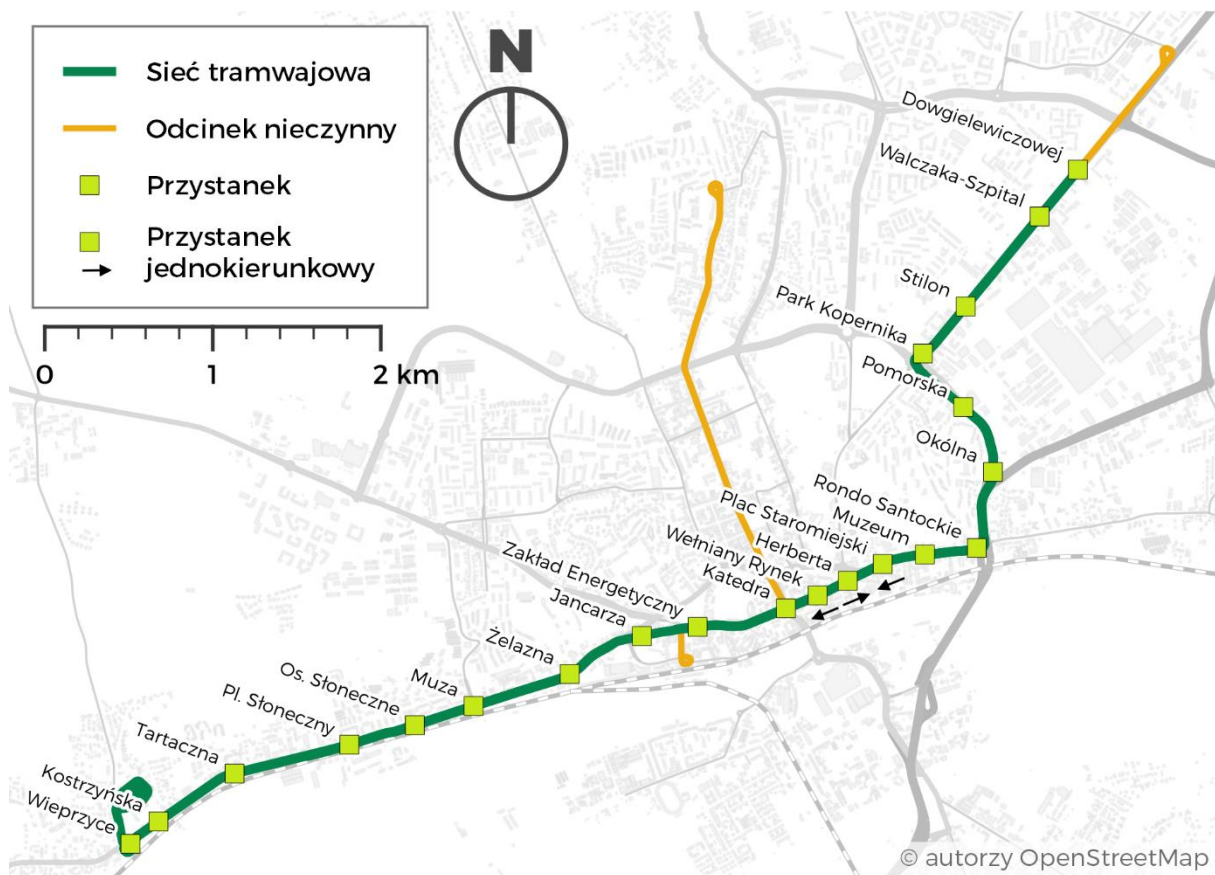 Sieć tramwajowa
Odcinek nieczynny
Przystanek
Przystanek
jednokierunkowy
N
0 1 2 km
Dowgielewiczowej
Walczaka-Szpital
Stilon
Park Kopernika
Pomorska
Okólna
Rondo Santockie
Muzeum
Plac Staromiejski
Herberta
Wełniany Rynek
Katedra
Zakład Energetyczny
Jancarza
Żelazna
Muza
Os. Słoneczne
Pl. Słoneczny
Tartaczna
Kostrzyńska
Wieprzyce
© autorzy OpenStreetMap